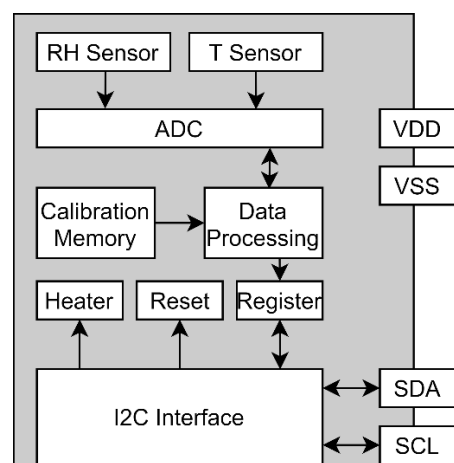 RH Sensor
T Sensor
ADC
VDD
VSS
Calibration
Memory
Data
Processing
Heater
Reset
Register
I2C Interface
SDA
SCL